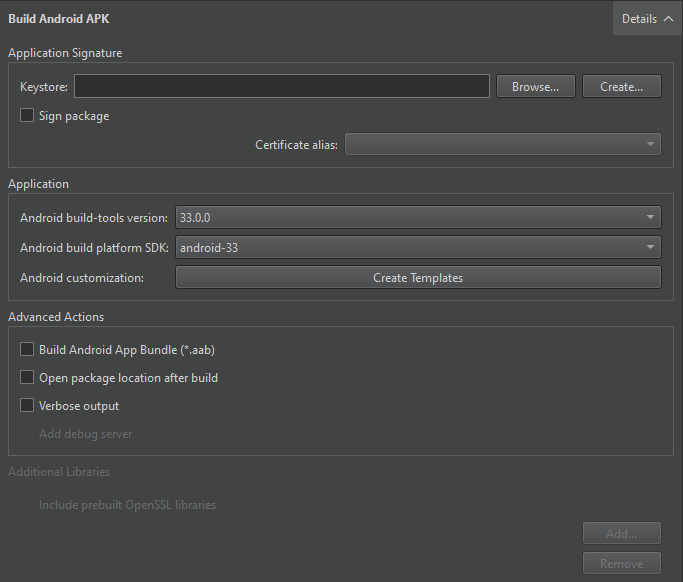 Build Android APK Details
Application Signature
Keystore: Browse... Create...
Sign package
Certificate alias:
Application
Android build-tools version: 33.0.0
Android build platform SDK: android-33
Android customization: Create Templates
Advanced Actions
Build Android App Bundle (*.aab)
Open package location after build
Verbose output
Add debug server
Additional Libraries
Include prebuilt OpenSSL libraries
Add...
Remove